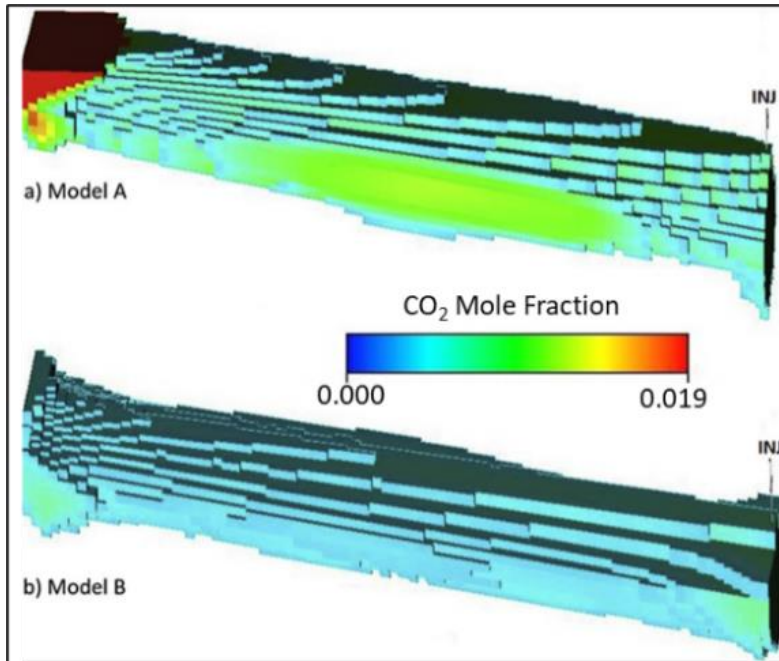 INJ
a) Model A
CO₂ Mole Fraction
0.000 0.019
INJ
b) Model B